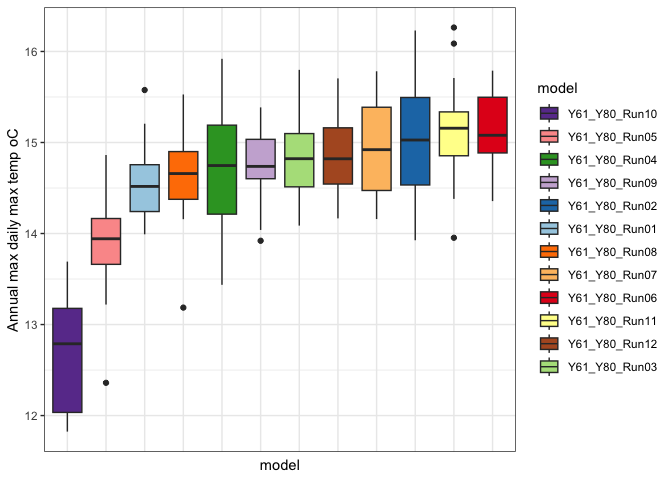 Annual max daily max temp oC
16
15
14
13
12
model
model
Y61_Y80_Run10
Y61_Y80_Run05
Y61_Y80_Run04
Y61_Y80_Run09
Y61_Y80_Run02
Y61_Y80_Run01
Y61_Y80_Run08
Y61_Y80_Run07
Y61_Y80_Run06
Y61_Y80_Run11
Y61_Y80_Run12
Y61_Y80_Run03